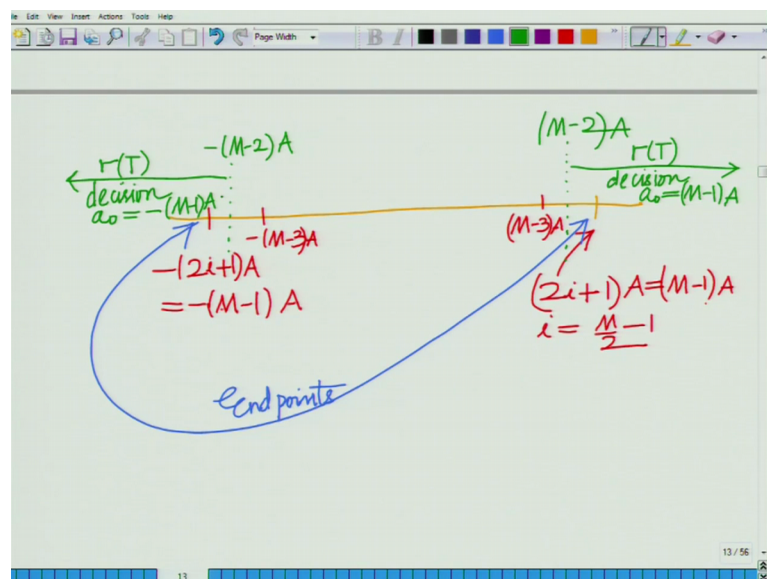 File Edit View Insert Actions Tools Help
Page Width
B I
-(M-2)A
(M-2)A
r(T)
decision
a₀=-(M-1)A
r(T)
decision
a₀=(M-1)A
-(M-3)A
(M-3)A
-(2i+1)A
=-(M-1) A
(2i+1)A=(M-1)A
i= M/2 -1
endpoints
13 / 56
13